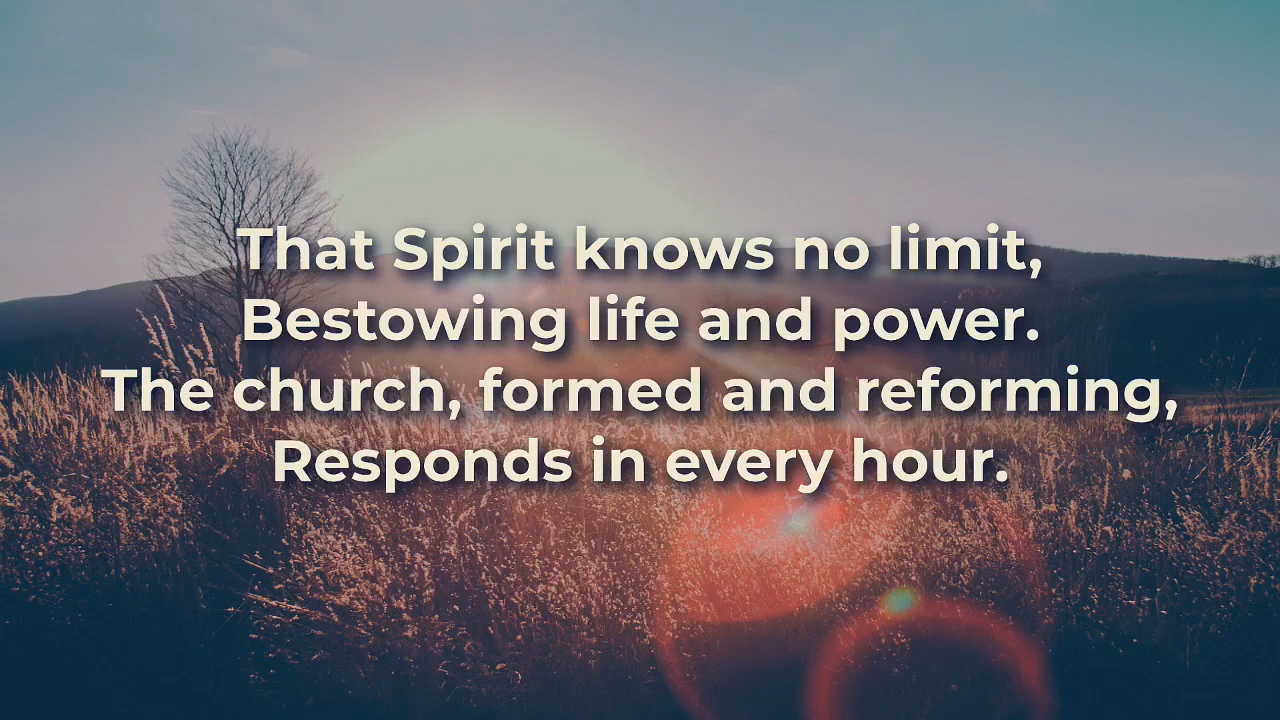 That Spirit knows no limit,
Bestowing life and power.
The church, formed and reforming,
Responds in every hour.